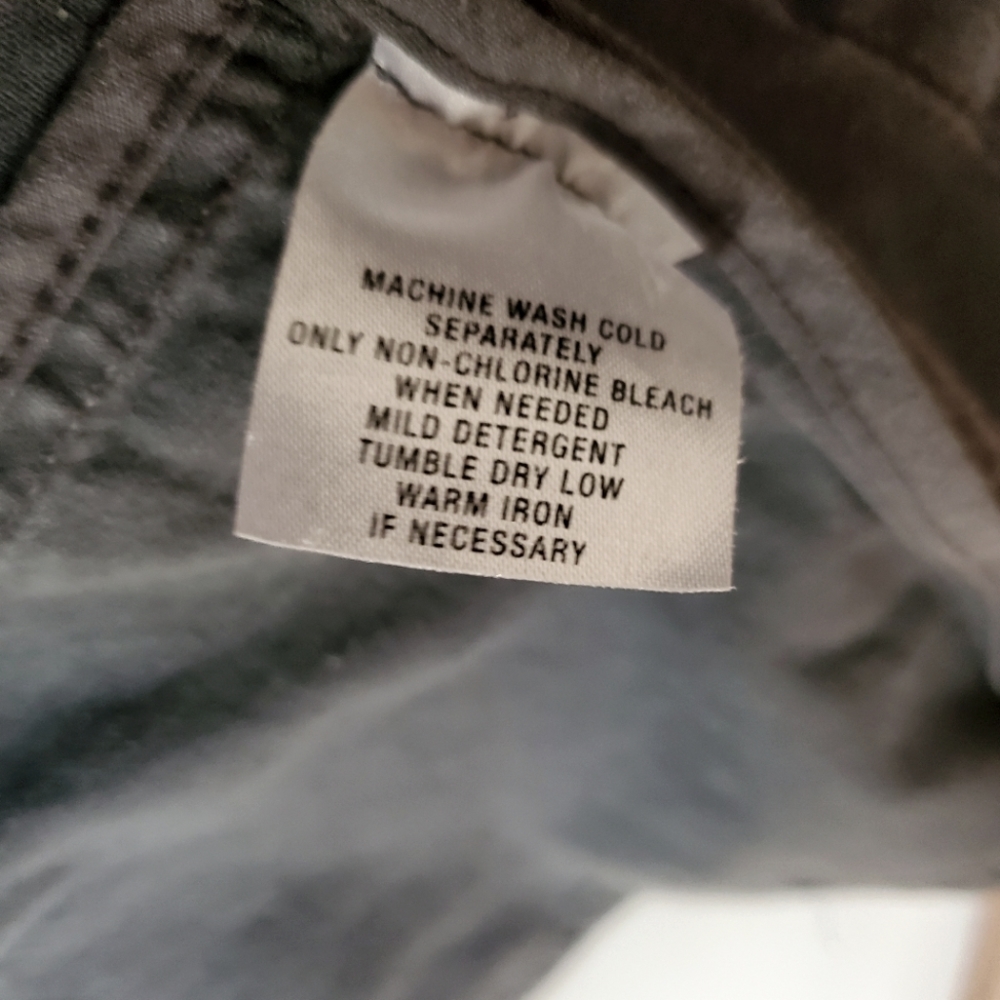 MACHINE WASH COLD
SEPARATELY
ONLY NON-CHLORINE BLEACH
WHEN NEEDED
MILD DETERGENT
TUMBLE DRY LOW
WARM IRON
IF NECESSARY